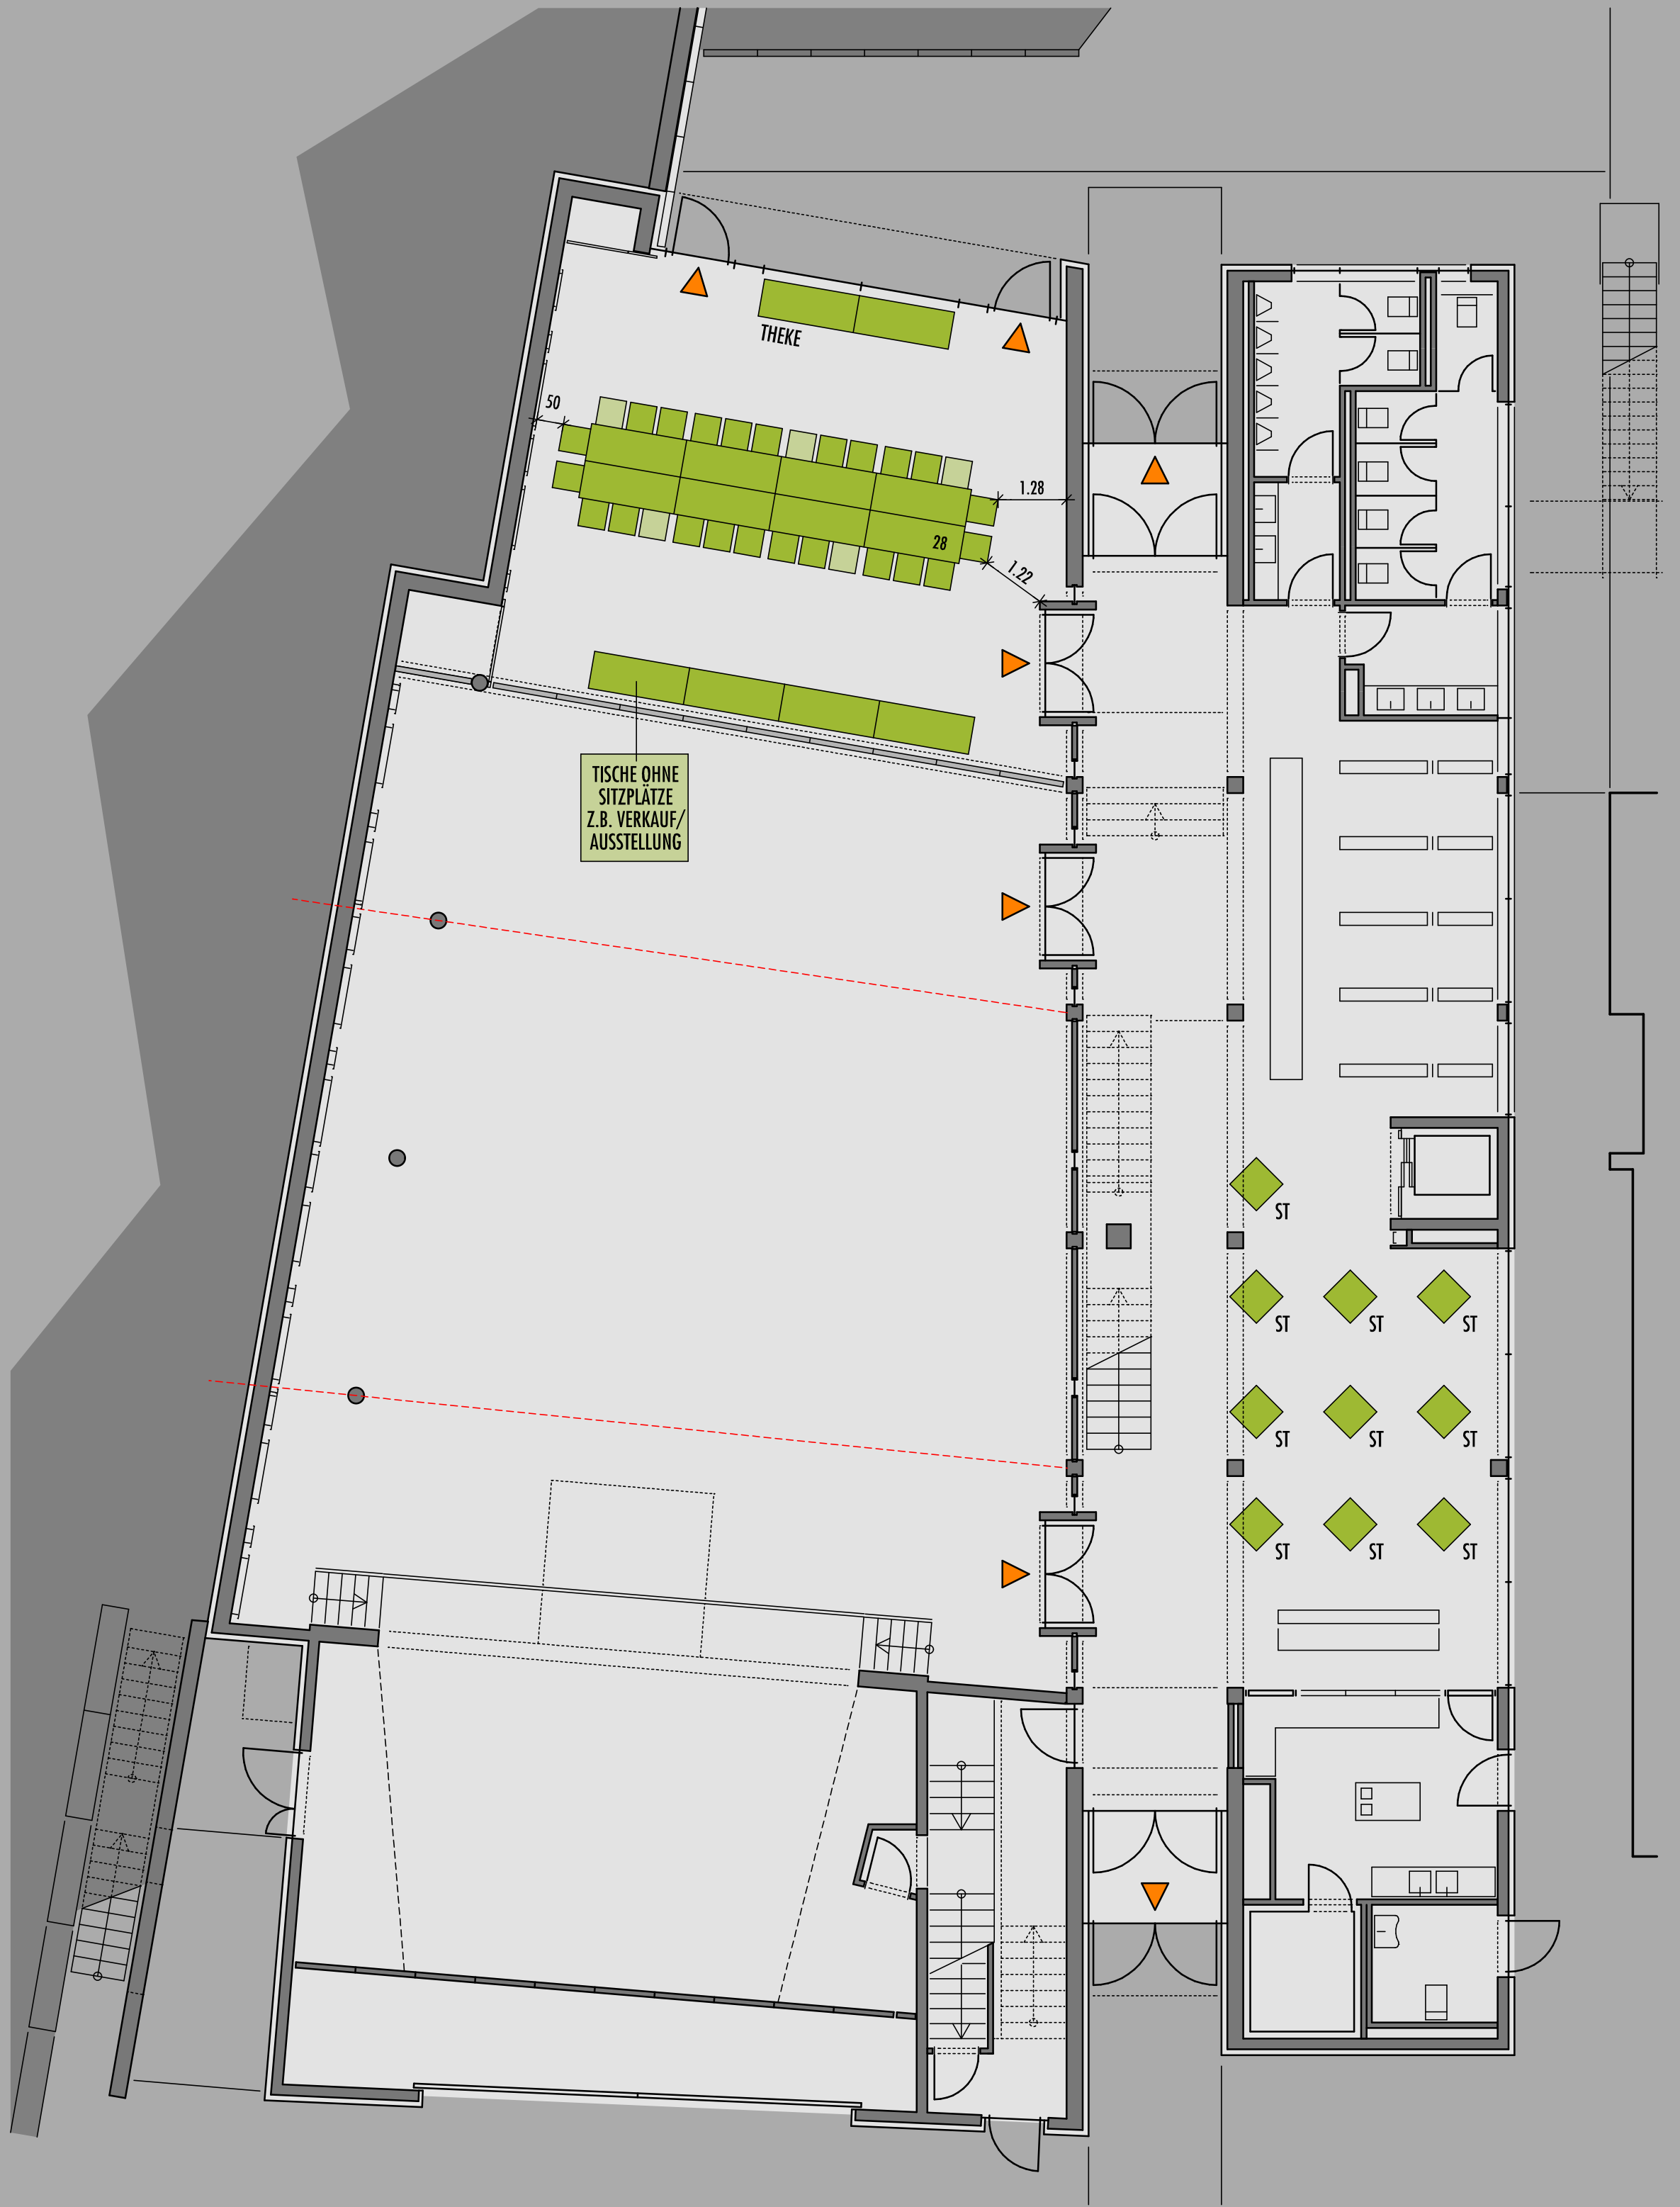 THEKE
50
1.28
28
1.22
TISCHE OHNE
SITZPLÄTZE
Z.B. VERKAUF/
AUSSTELLUNG
ST
ST
ST
ST
ST
ST
ST
ST
ST
ST